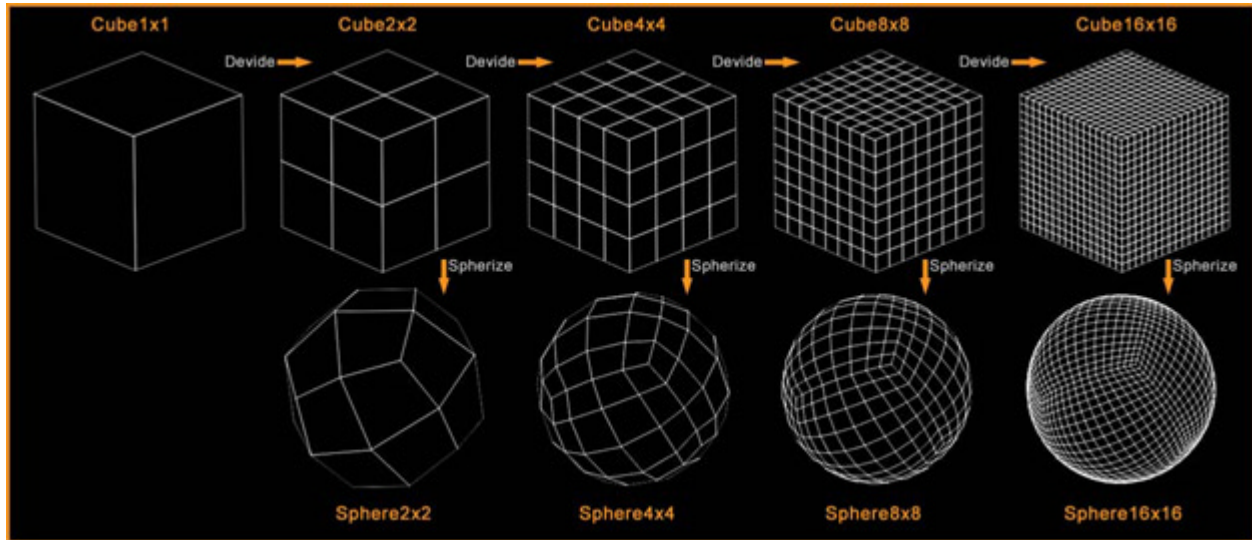 Cube1x1
Cube2x2
Cube4x4
Cube8x8
Cube16x16
Devide
Devide
Devide
Devide
Spherize
Spherize
Spherize
Spherize
Sphere2x2
Sphere4x4
Sphere8x8
Sphere16x16